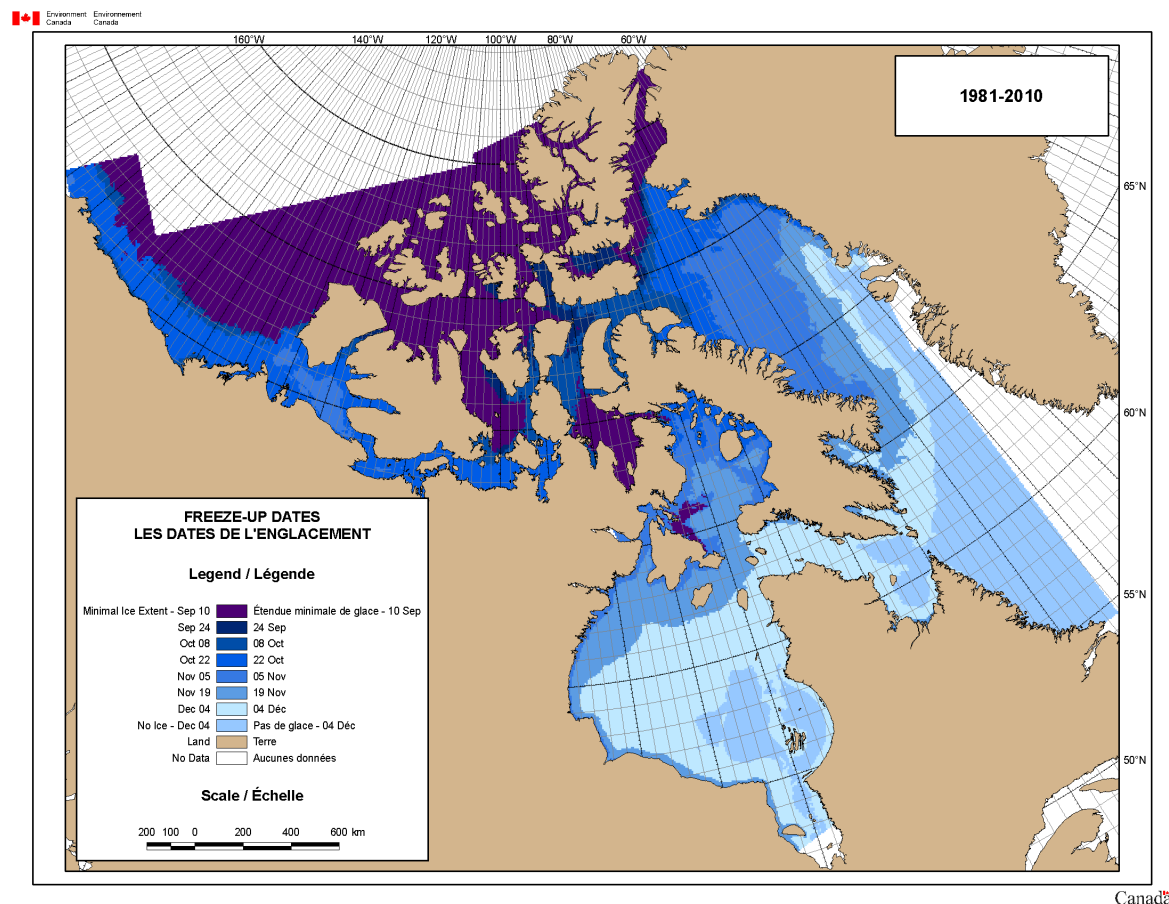 Environment Environnement
Canada Canada
160°W 140°W 120°W 100°W 80°W 60°W
1981-2010
65°N
60°N
55°N
50°N
FREEZE-UP DATES
LES DATES DE L'ENGLACEMENT
Legend / Légende
Minimal Ice Extent - Sep 10 Étendue minimale de glace - 10 Sep
Sep 24 24 Sep
Oct 08 08 Oct
Oct 22 22 Oct
Nov 05 05 Nov
Nov 19 19 Nov
Dec 04 04 Déc
No Ice - Dec 04 Pas de glace - 04 Déc
Land Terre
No Data Aucunes données
Scale / Échelle
200 100 0 200 400 600 km
Canada